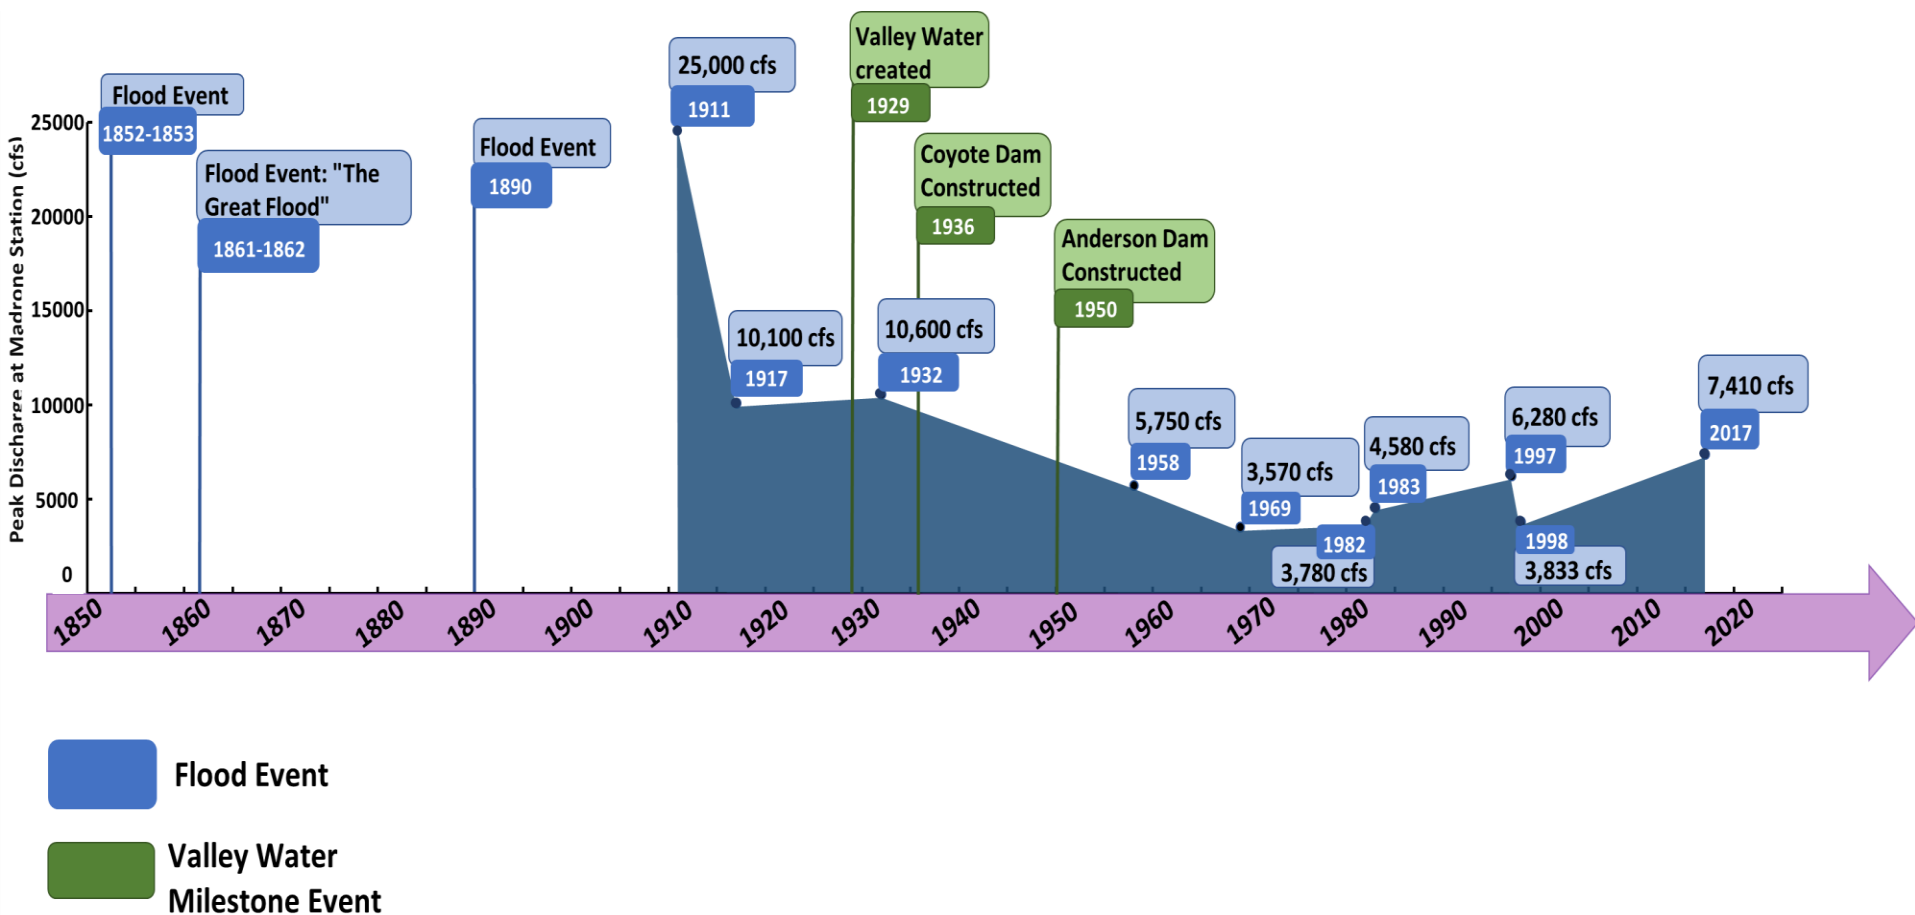 Peak Discharge at Madrone Station (cfs)
25000
20000
15000
10000
5000
0
Flood Event
1852-1853
Flood Event: "The
Great Flood"
1861-1862
Flood Event
1890
25,000 cfs
1911
10,100 cfs
1917
Valley Water
created
1929
10,600 cfs
1932
Coyote Dam
Constructed
1936
Anderson Dam
Constructed
1950
5,750 cfs
1958
3,570 cfs
1969
1982
3,780 cfs
4,580 cfs
1983
6,280 cfs
1997
1998
3,833 cfs
7,410 cfs
2017
1850
1860
1870
1880
1890
1900
1910
1920
1930
1940
1950
1960
1970
1980
1990
2000
2010
2020
Flood Event
Valley Water
Milestone Event